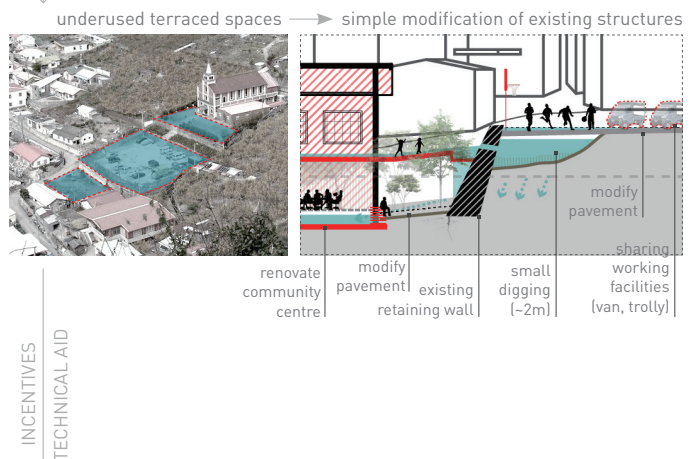 underused terraced spaces
simple modification of existing structures
modify
pavement
renovate
community
centre
modify
pavement
existing
retaining wall
small
digging
(~2m)
sharing
working
facilities
(van, trolly)
INCENTIVES
TECHNICAL AID